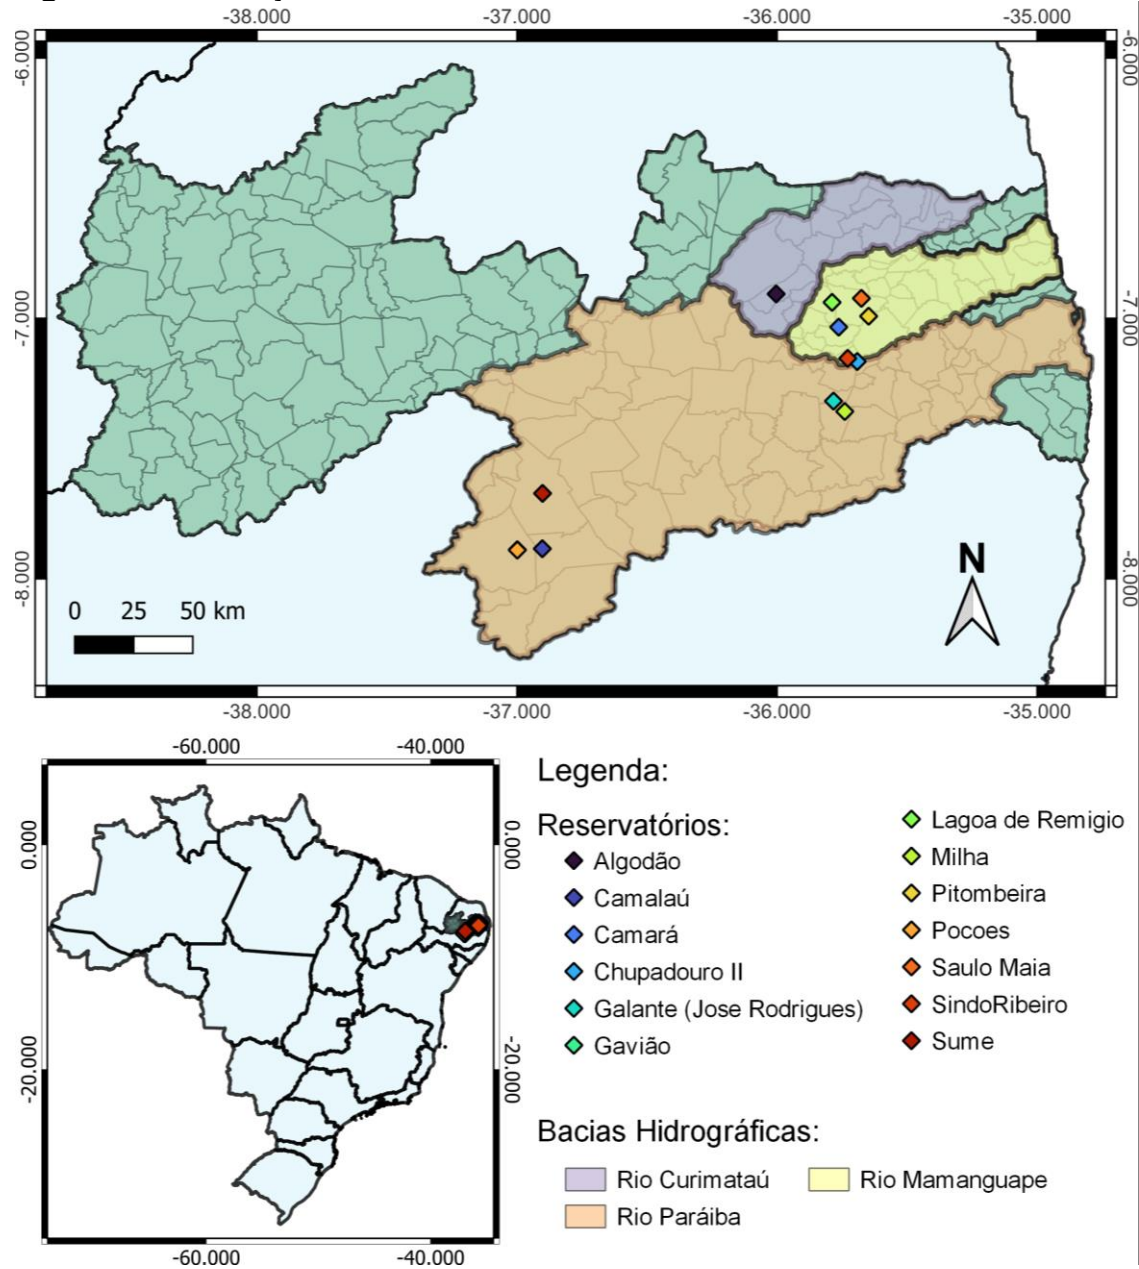 -38.000 -37.000 -36.000 -35.000
-6.000 -6.000
-7.000 -7.000
-8.000 -8.000
N
0 25 50 km
-38.000 -37.000 -36.000 -35.000
-60.000 -40.000
0.000 0.000
-20.000 -20.000
-60.000 -40.000
Legenda:
Reservatórios:
Algodão
Camalaú
Camará
Chupadouro II
Galante (Jose Rodrigues)
Gavião
Lagoa de Remigio
Milha
Pitombeira
Pocoes
Saulo Maia
SindoRibeiro
Sume
Bacias Hidrográficas:
Rio Curimataú
Rio Mamanguape
Rio Paráiba